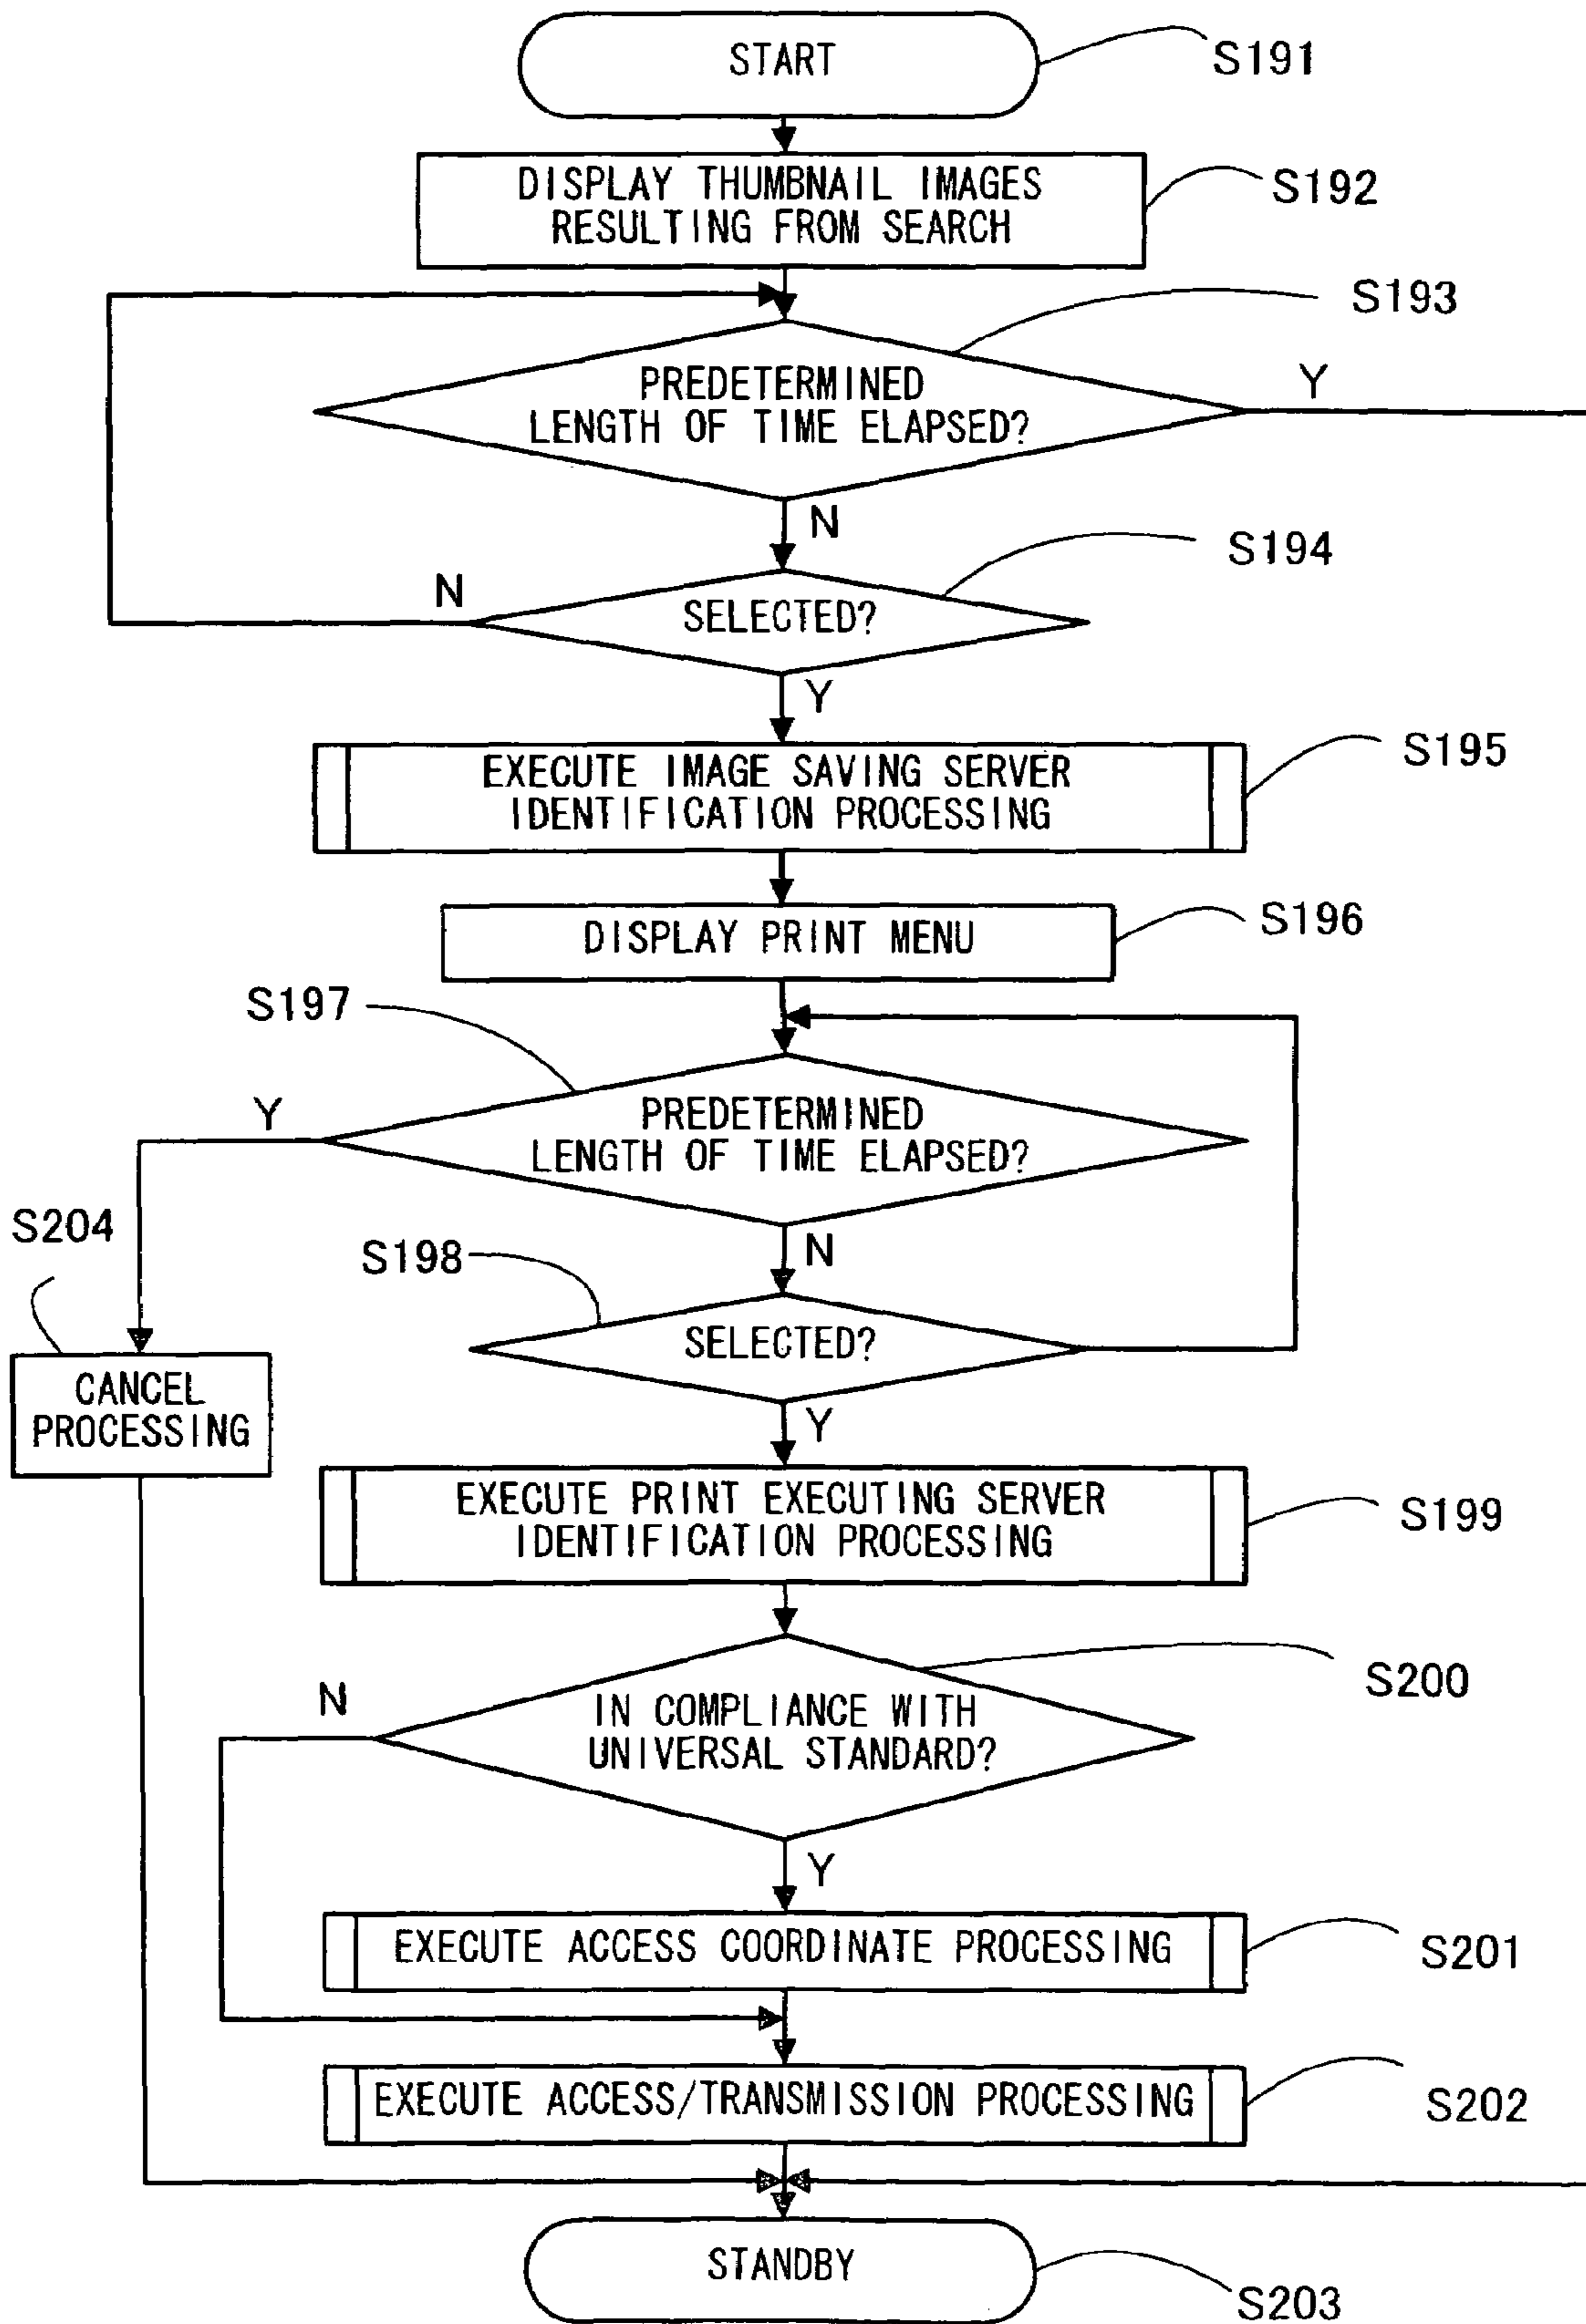 START
S191
DISPLAY THUMBNAIL IMAGES
RESULTING FROM SEARCH
S192
S193
PREDETERMINED
LENGTH OF TIME ELAPSED?
Y
N
S194
N
SELECTED?
Y
EXECUTE IMAGE SAVING SERVER
IDENTIFICATION PROCESSING
S195
DISPLAY PRINT MENU
S196
S197
Y
PREDETERMINED
LENGTH OF TIME ELAPSED?
S204
N
S198
SELECTED?
CANCEL
PROCESSING
Y
EXECUTE PRINT EXECUTING SERVER
IDENTIFICATION PROCESSING
S199
S200
N
IN COMPLIANCE WITH
UNIVERSAL STANDARD?
Y
EXECUTE ACCESS COORDINATE PROCESSING
S201
EXECUTE ACCESS/TRANSMISSION PROCESSING
S202
STANDBY
S203